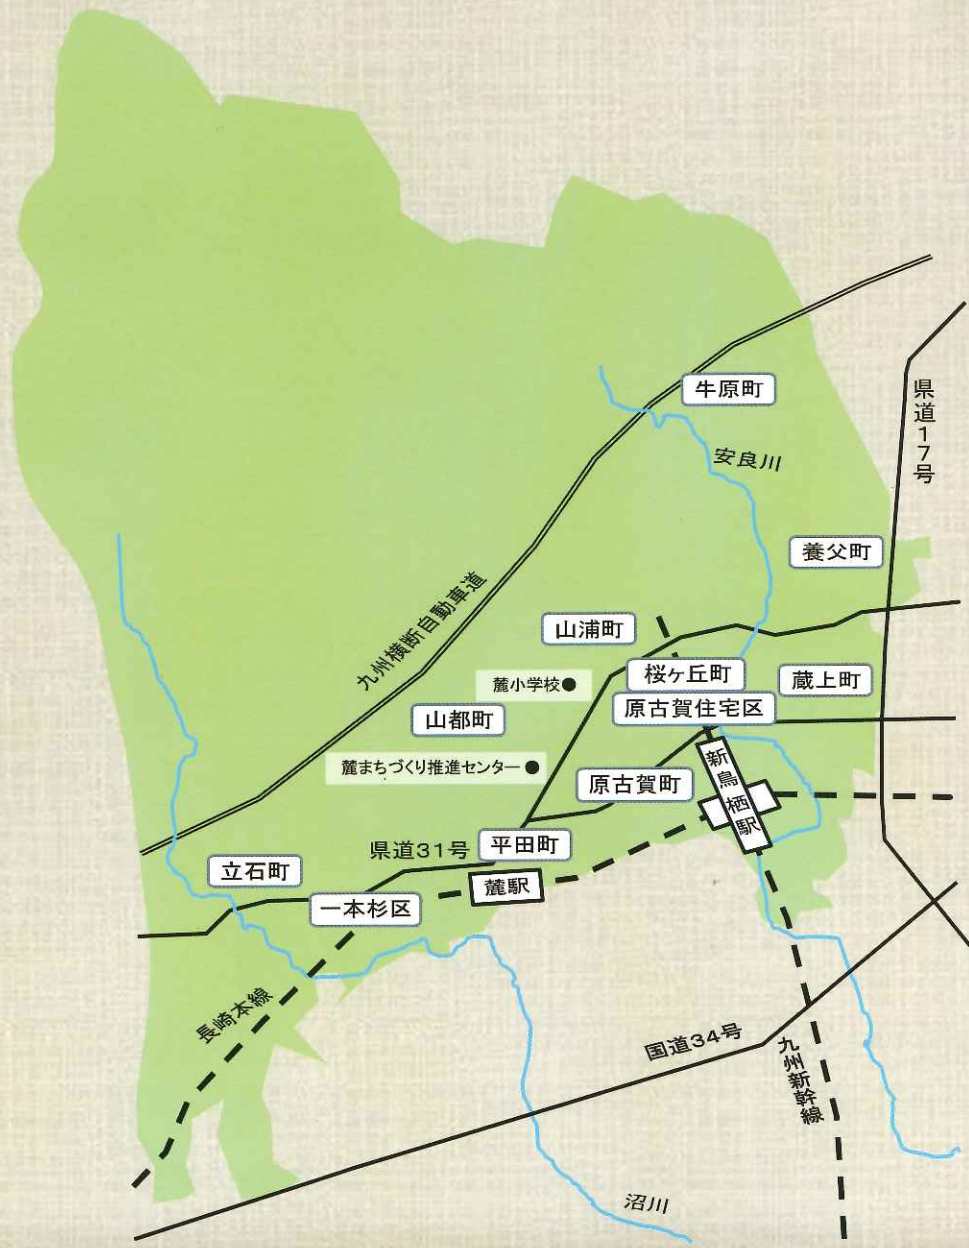 牛原町
県道17号
安良川
養父町
九州横断自動車道
山浦町
桜ヶ丘町
蔵上町
麓小学校
原古賀住宅区
山都町
麓まちづくり推進センター
新鳥栖駅
原古賀町
平田町
県道31号
立石町
麓駅
一本杉区
長崎本線
国道34号
九州新幹線
沼川